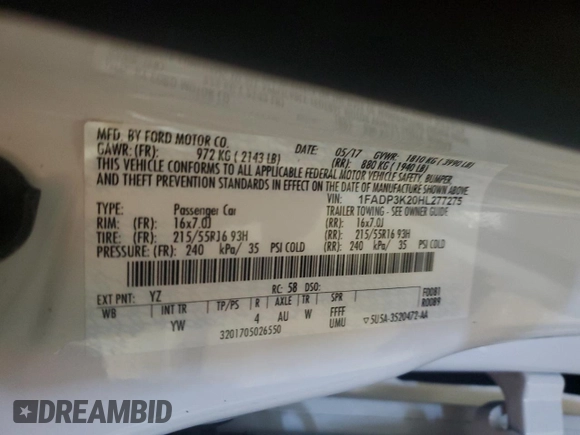 MFD. BY FORD MOTOR CO.
DATE: 05/17 GVWR: 1810 KG ( 3990 LB)
GAWR: (FR): 972 KG ( 2143 LB) (RR): 880 KG ( 1940 LB)
THIS VEHICLE CONFORMS TO ALL APPLICABLE FEDERAL MOTOR VEHICLE SAFETY, BUMPER,
AND THEFT PREVENTION STANDARDS IN EFFECT ON THE DATE OF MANUFACTURE SHOWN ABOVE.
VIN: 1FADP3K20HL277275
TYPE: Passenger Car TRAILER TOWING - SEE OWNER GUIDE
RIM: (FR): 16x7.0J (RR): 16x7.0J
TIRE: (FR): 215/55R16 93H (RR): 215/55R16 93H
PRESSURE: (FR): 240 kPa/ 35 PSI COLD (RR): 240 kPa/ 35 PSI COLD
EXT PNT: YZ RC: 58 DSO: F0081
WB INT TR TP/PS R AXLE TR SPR R0089
YW 4 AU W FFFF
UMU
3201705026550 5U5A-3520472-AA
DREAMBID